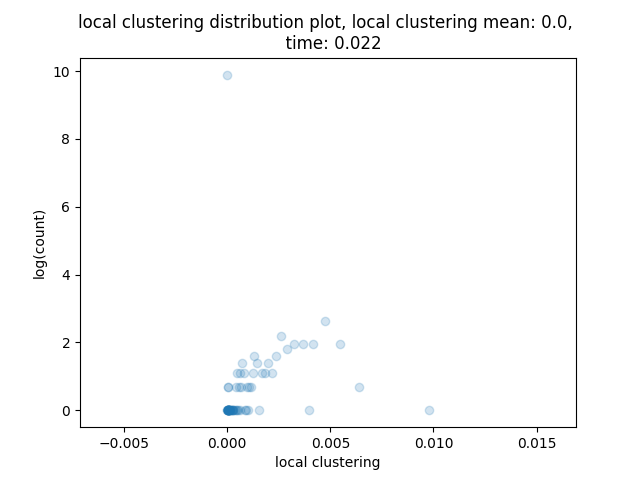 local clustering distribution plot, local clustering mean: 0.0,
time: 0.022
10
8
6
4
2
0
log(count)
−0.005 0.000 0.005 0.010 0.015
local clustering